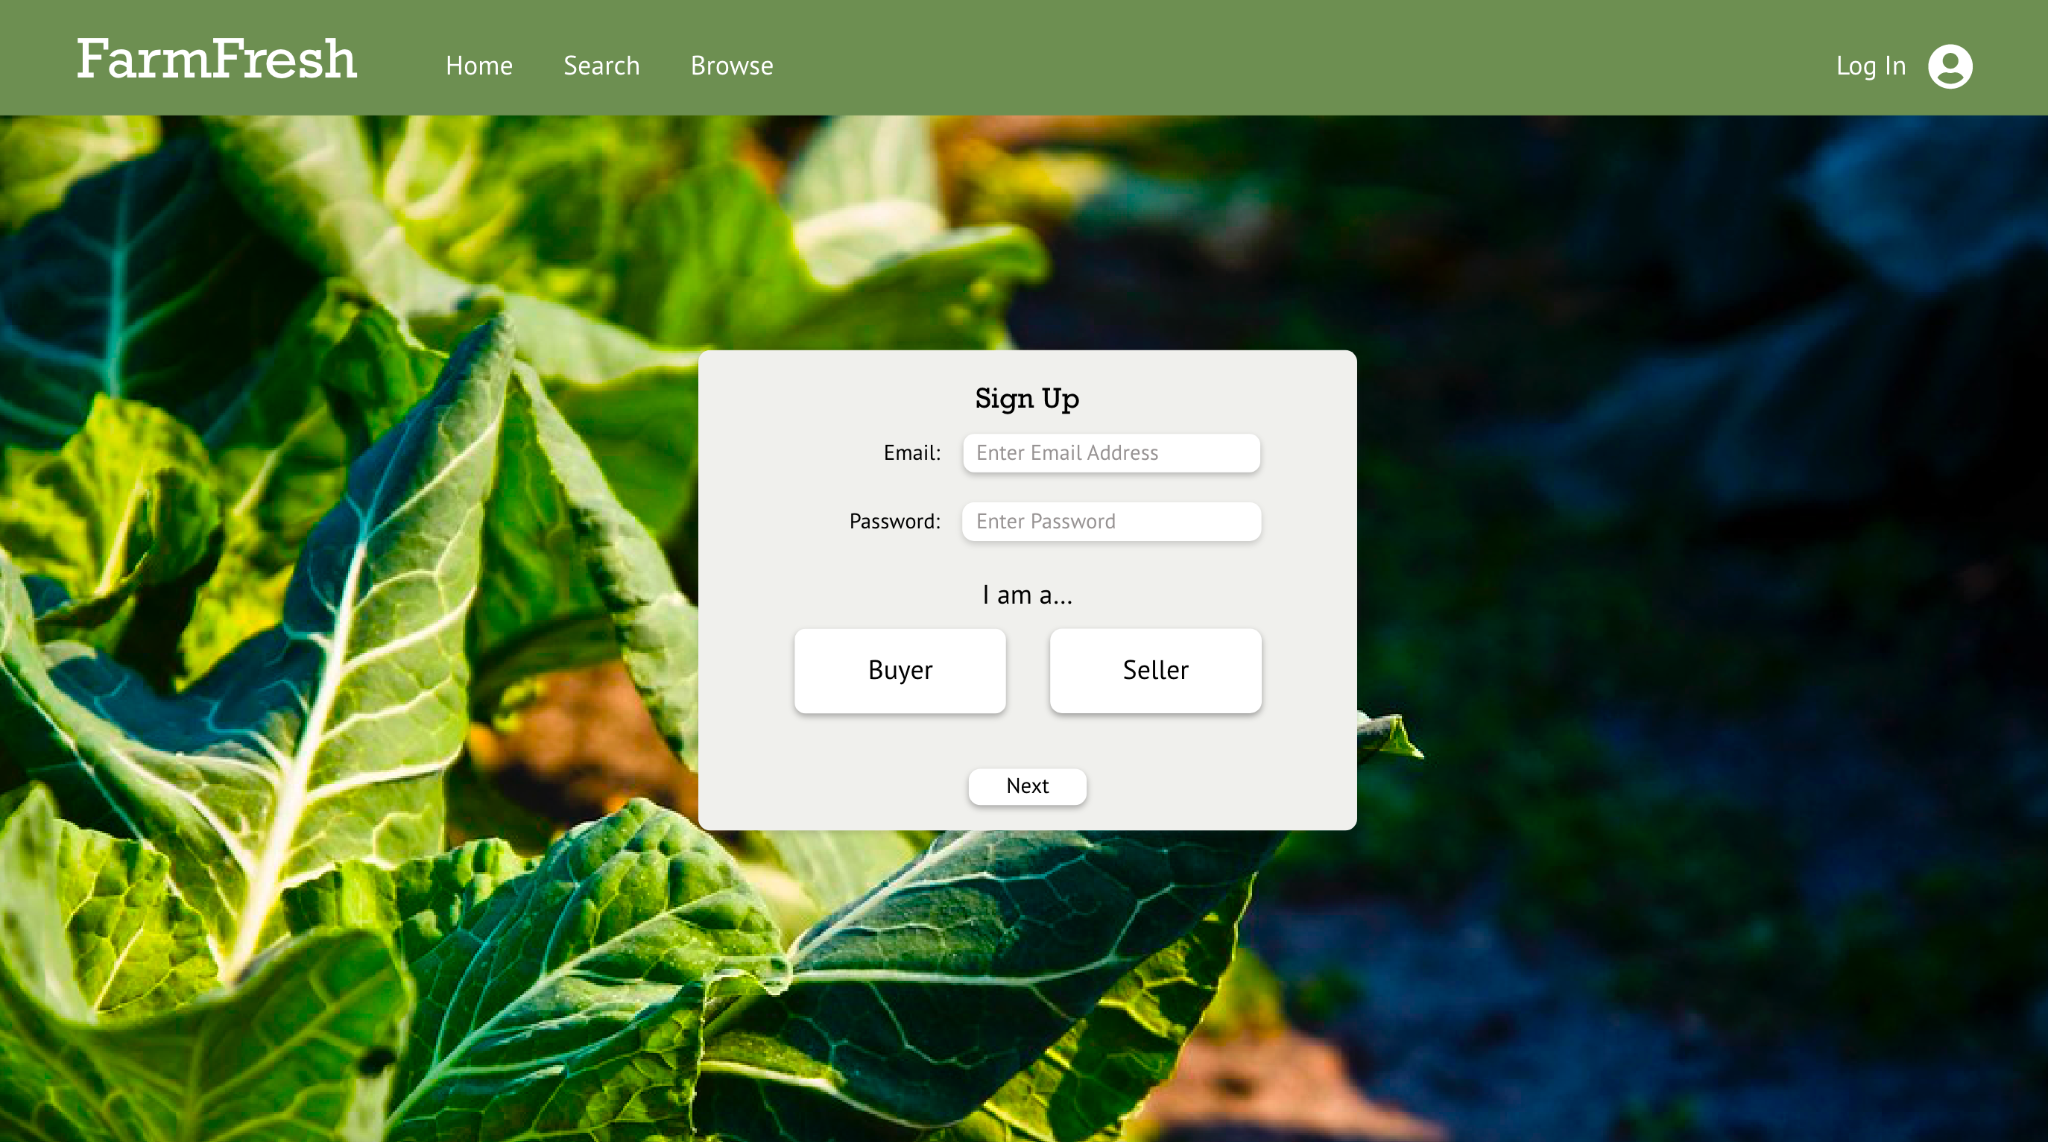 FarmFresh Home Search Browse Log In
Sign Up
Email: Enter Email Address
Password: Enter Password
I am a...
Buyer Seller
Next